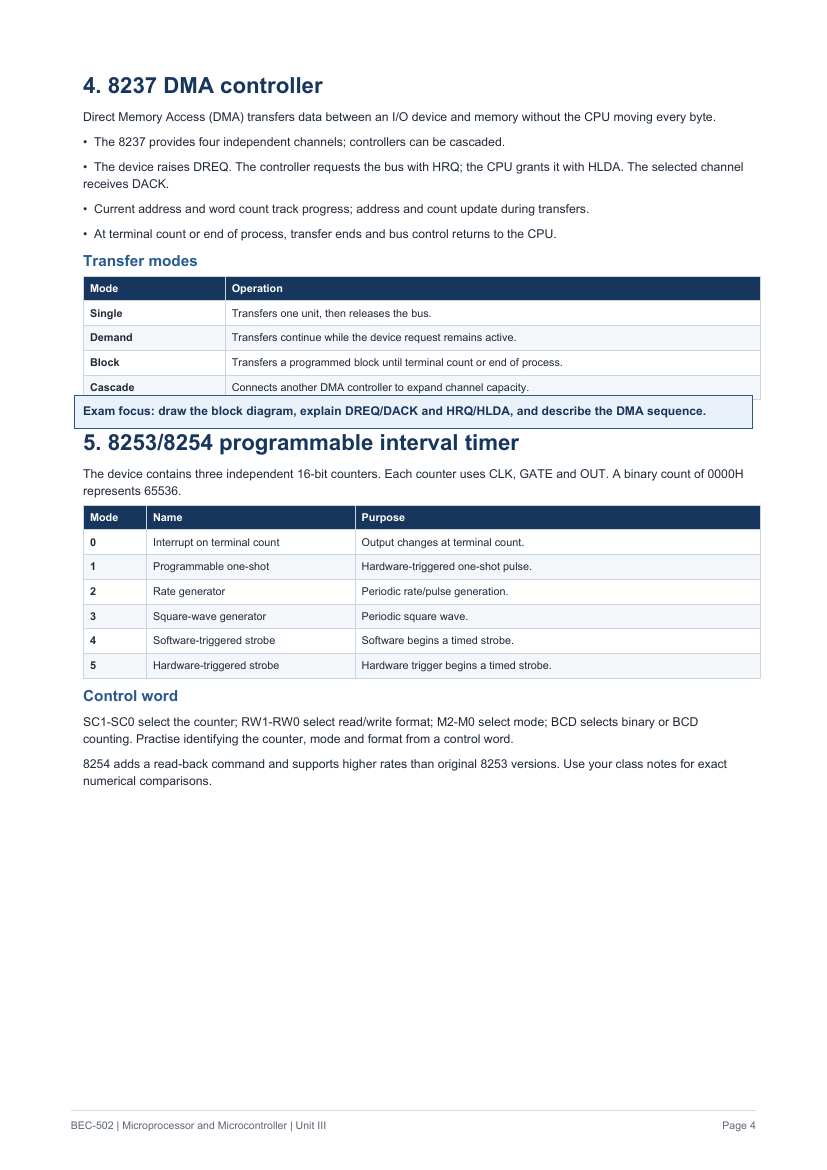 4. 8237 DMA controller
Direct Memory Access (DMA) transfers data between an I/O device and memory without the CPU moving every byte.
• The 8237 provides four independent channels; controllers can be cascaded.
• The device raises DREQ. The controller requests the bus with HRQ; the CPU grants it with HLDA. The selected channel
receives DACK.
• Current address and word count track progress; address and count update during transfers.
• At terminal count or end of process, transfer ends and bus control returns to the CPU.
Transfer modes
Mode Operation
Single Transfers one unit, then releases the bus.
Demand Transfers continue while the device request remains active.
Block Transfers a programmed block until terminal count or end of process.
Cascade Connects another DMA controller to expand channel capacity.
Exam focus: draw the block diagram, explain DREQ/DACK and HRQ/HLDA, and describe the DMA sequence.
5. 8253/8254 programmable interval timer
The device contains three independent 16-bit counters. Each counter uses CLK, GATE and OUT. A binary count of 0000H
represents 65536.
Mode Name Purpose
0 Interrupt on terminal count Output changes at terminal count.
1 Programmable one-shot Hardware-triggered one-shot pulse.
2 Rate generator Periodic rate/pulse generation.
3 Square-wave generator Periodic square wave.
4 Software-triggered strobe Software begins a timed strobe.
5 Hardware-triggered strobe Hardware trigger begins a timed strobe.
Control word
SC1-SC0 select the counter; RW1-RW0 select read/write format; M2-M0 select mode; BCD selects binary or BCD
counting. Practise identifying the counter, mode and format from a control word.
8254 adds a read-back command and supports higher rates than original 8253 versions. Use your class notes for exact
numerical comparisons.
BEC-502 | Microprocessor and Microcontroller | Unit III Page 4